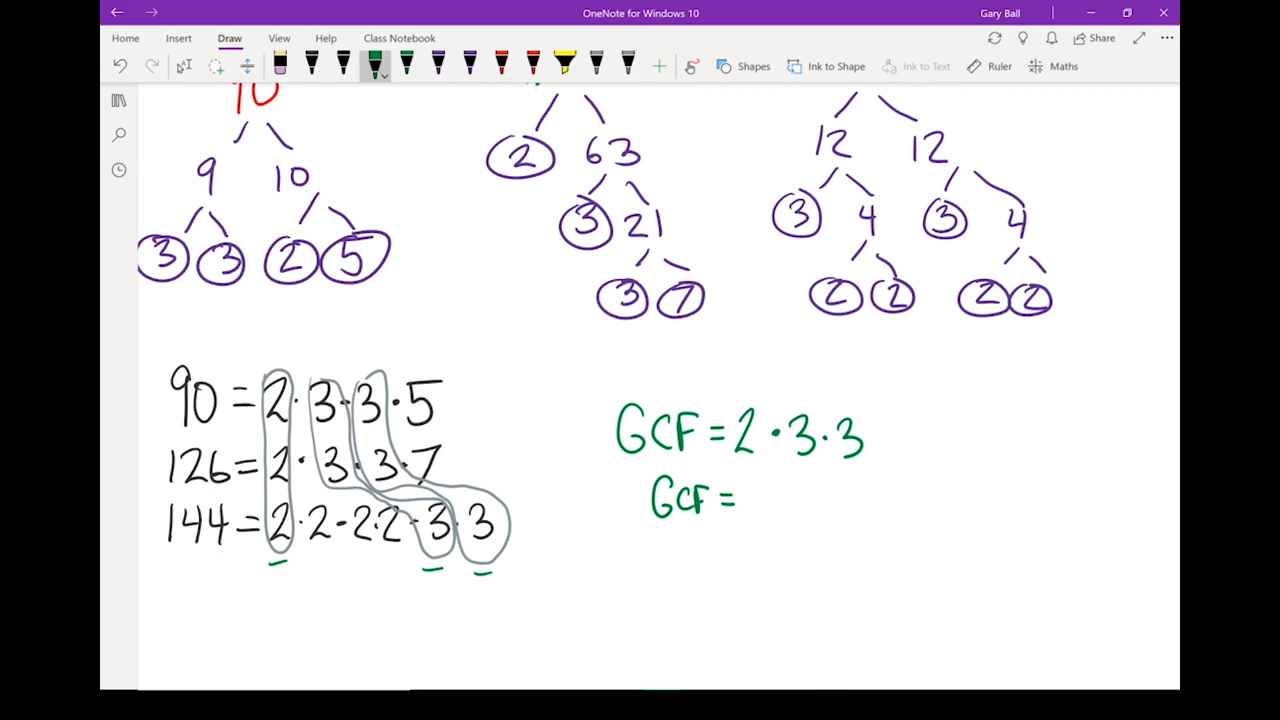 OneNote for Windows 10
Gary Ball
Home Insert Draw View Help Class Notebook
Share
Shapes Ink to Shape Ink to Text Ruler Maths
90
9 10
3 3 2 5
2 63
3 21
3 7
12 12
3 4 3 4
2 2 2 2
90 = 2 · 3 · 3 · 5
126 = 2 · 3 · 3 · 7
144 = 2 · 2 · 2 · 2 · 3 · 3
GCF = 2 · 3 · 3
GCF =